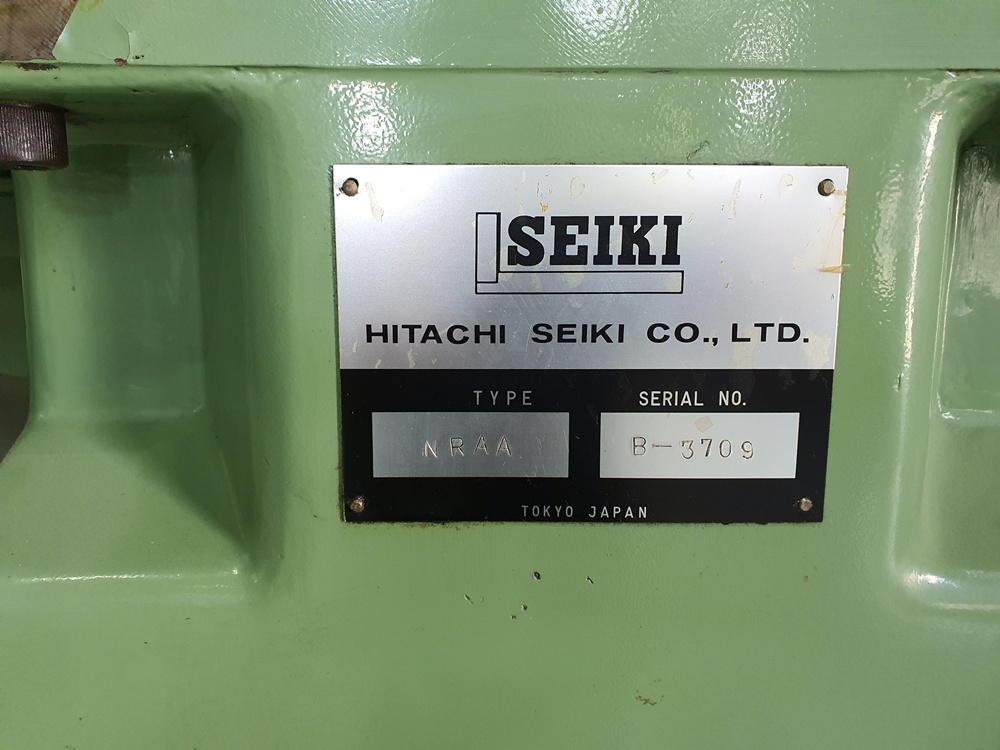 SEIKI
HITACHI SEIKI CO., LTD.
TYPE SERIAL NO.
NRAA B-3709
TOKYO JAPAN